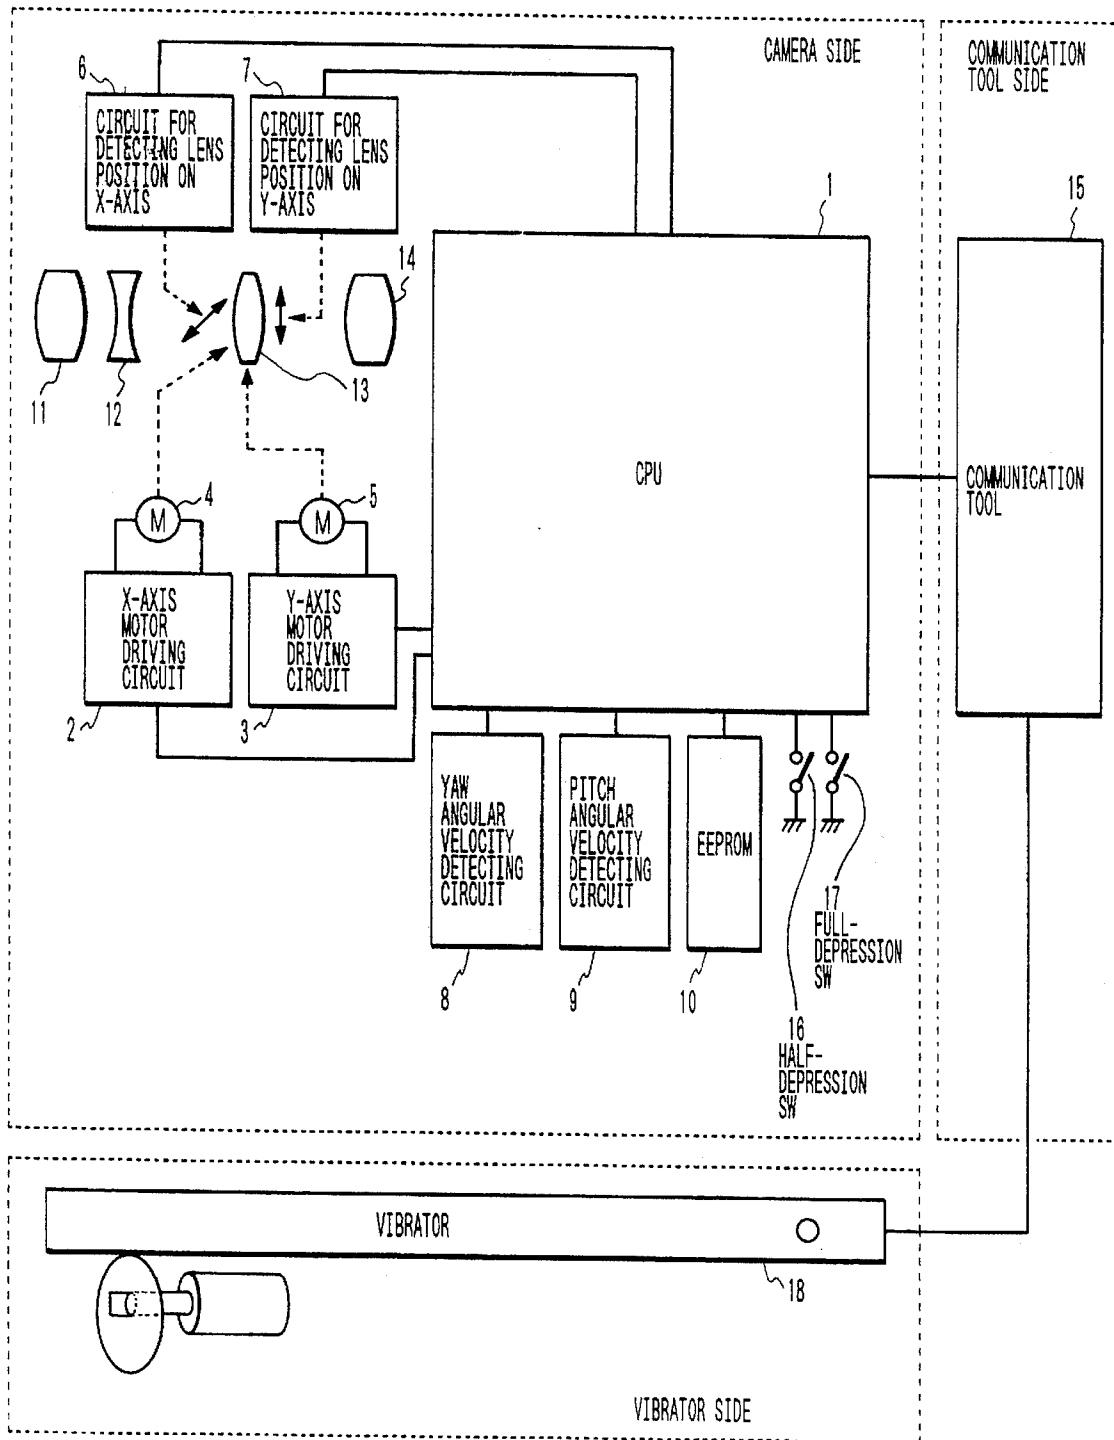 CAMERA SIDE
COMMUNICATION
TOOL SIDE
6
7
CIRCUIT FOR
DETECTING LENS
POSITION ON
X-AXIS
CIRCUIT FOR
DETECTING LENS
POSITION ON
Y-AXIS
1
15
14
11
12
13
CPU
COMMUNICATION
TOOL
4
5
M
M
X-AXIS
MOTOR
DRIVING
CIRCUIT
Y-AXIS
MOTOR
DRIVING
CIRCUIT
2
3
YAW
ANGULAR
VELOCITY
DETECTING
CIRCUIT
PITCH
ANGULAR
VELOCITY
DETECTING
CIRCUIT
EEPROM
8
9
10
17
FULL-
DEPRESSION
SW
16
HALF-
DEPRESSION
SW
VIBRATOR
18
VIBRATOR SIDE